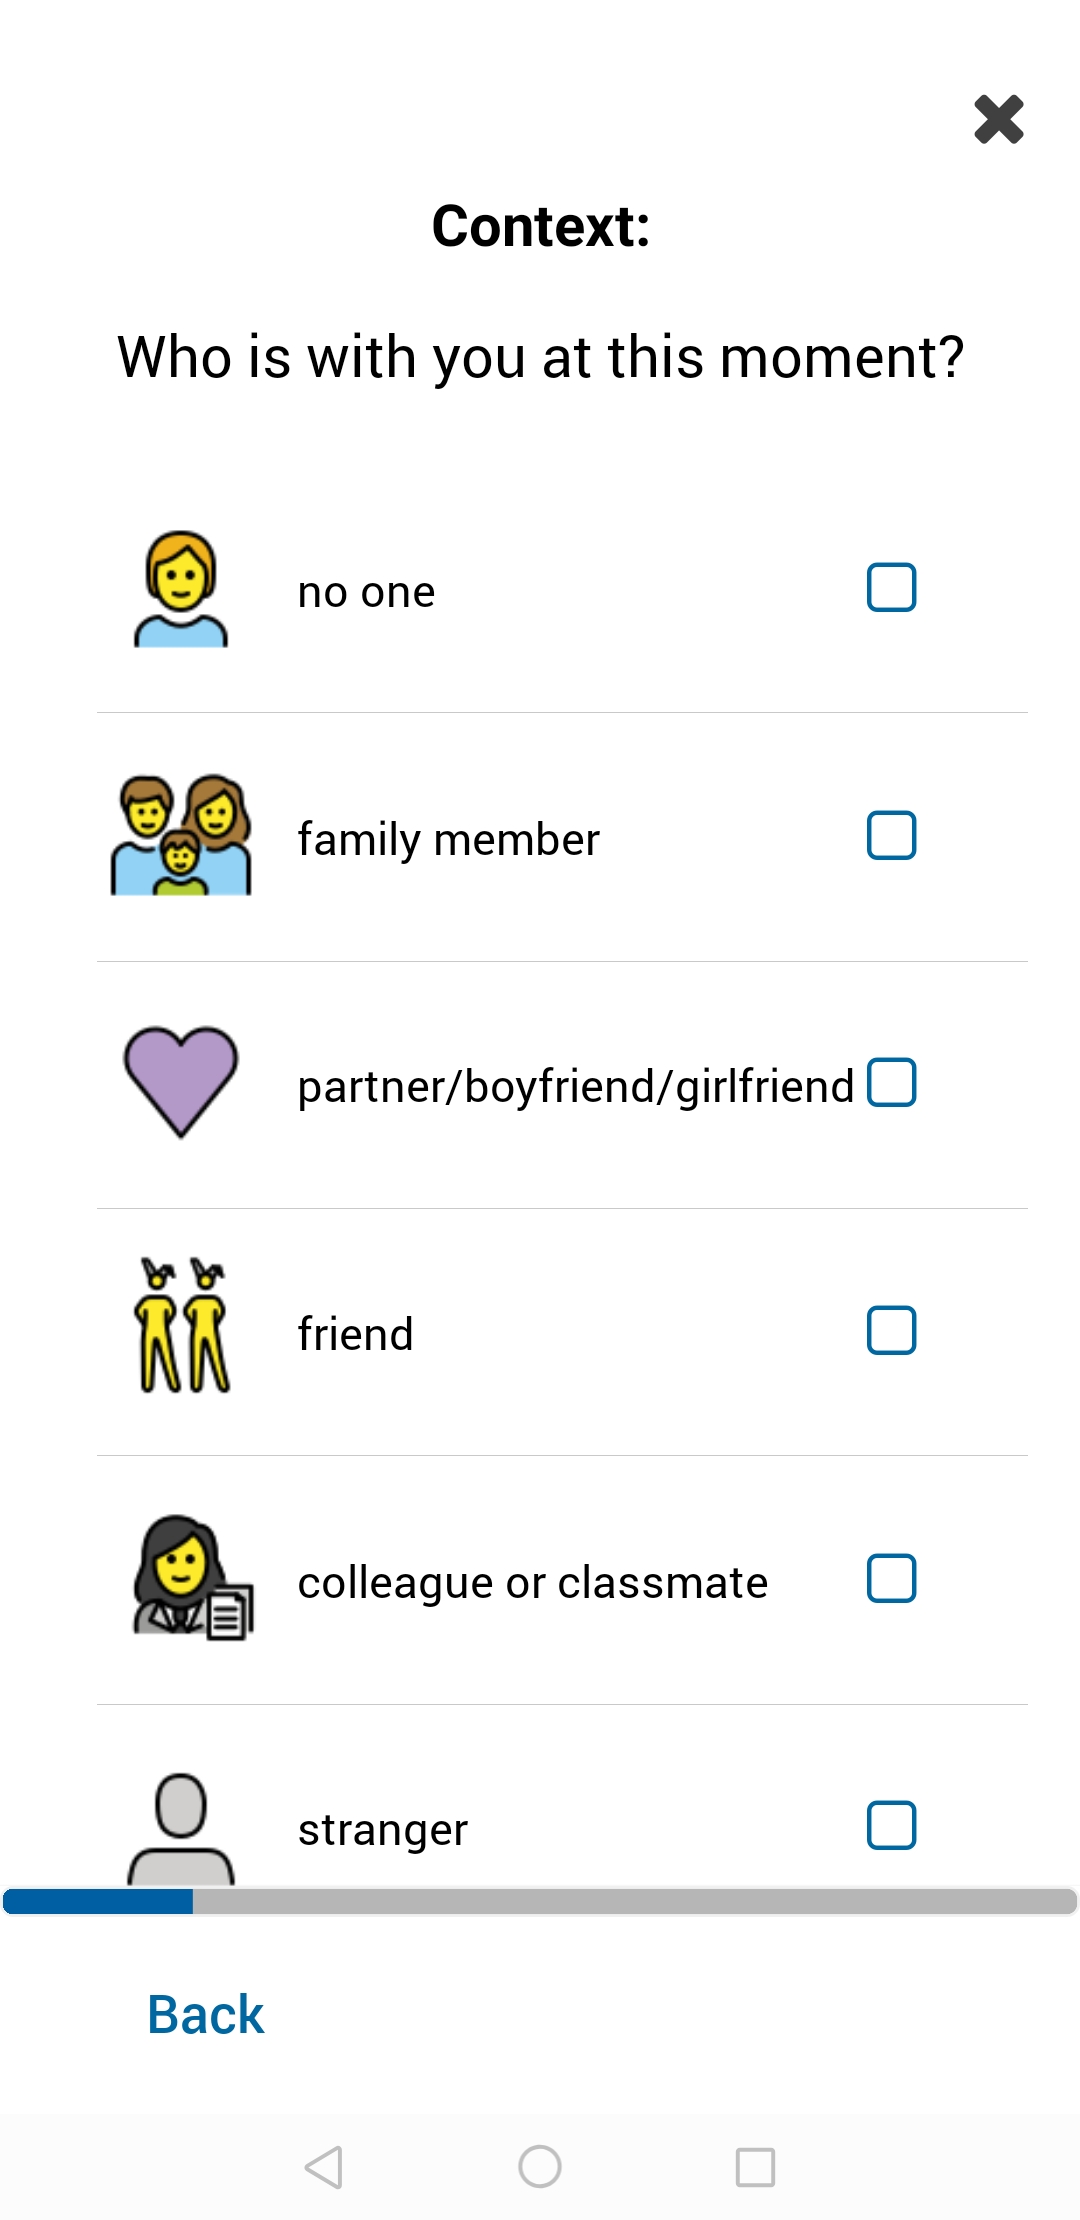 Context:
Who is with you at this moment?
no one
family member
partner/boyfriend/girlfriend
friend
colleague or classmate
stranger
Back